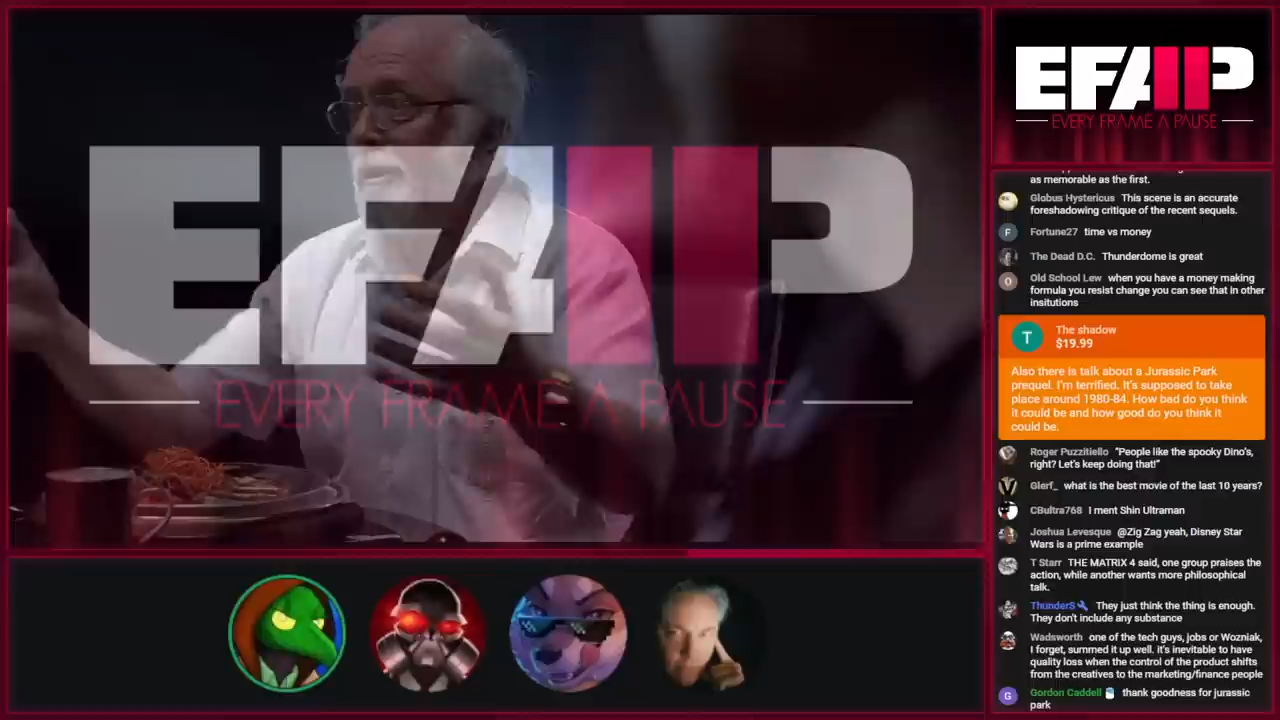 EFAP
EVERY FRAME A PAUSE
EFAP
EVERY FRAME A PAUSE
as memorable as the first.
Globus Hystericus This scene is an accurate
foreshadowing critique of the recent sequels.
F Fortune27 time vs money
The Dead D.C. Thunderdome is great
O Old School Lew when you have a money making
formula you resist change you can see that in other
insitutions
T The shadow
$19.99
Also there is talk about a Jurassic Park
prequel. I'm terrified. It's supposed to take
place around 1980-84. How bad do you think
it could be and how good do you think it
could be.
Roger Puzzitiello "People like the spooky Dino's,
right? Let's keep doing that!"
Glerf_ what is the best movie of the last 10 years?
CBultra768 I ment Shin Ultraman
Joshua Levesque @Zig Zag yeah, Disney Star
Wars is a prime example
T Starr THE MATRIX 4 said, one group praises the
action, while another wants more philosophical
talk.
ThunderS They just think the thing is enough.
They don't include any substance
Wadsworth one of the tech guys, jobs or Wozniak,
I forget, summed it up well. it's inevitable to have
quality loss when the control of the product shifts
from the creatives to the marketing/finance people
G Gordon Caddell thank goodness for jurassic
park